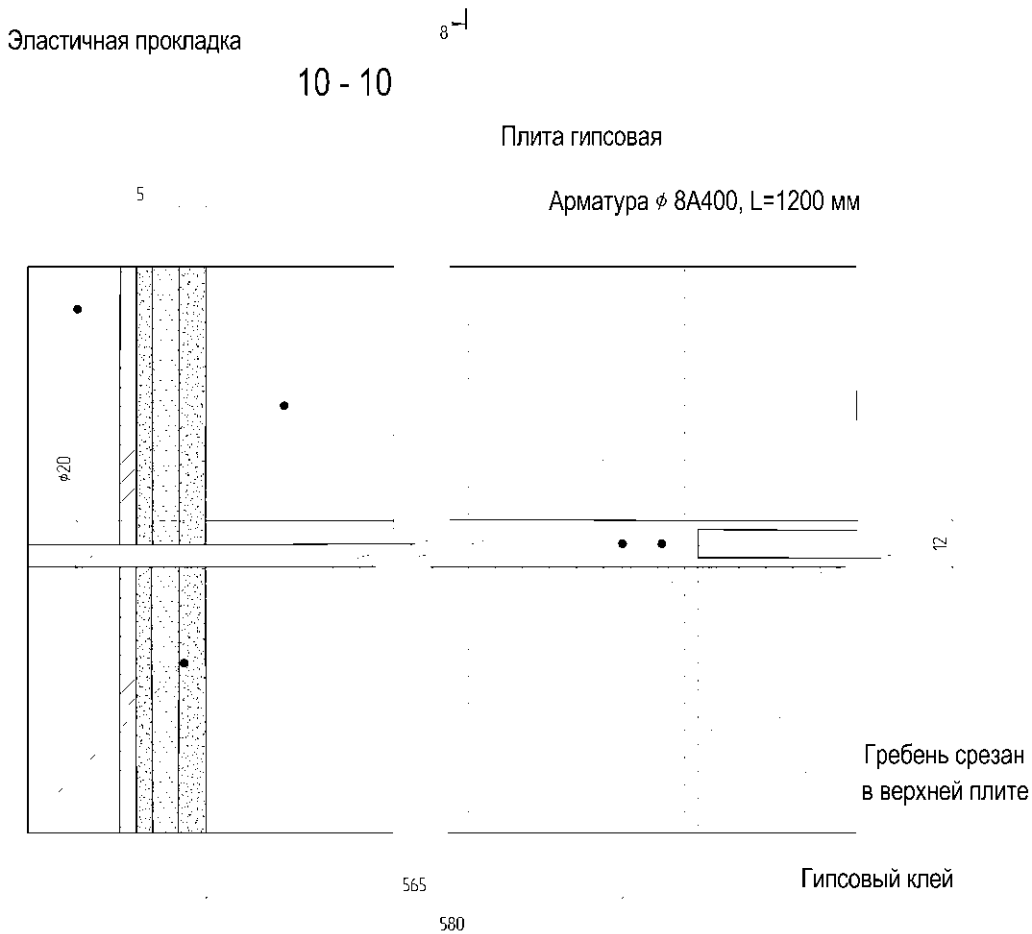 8
Эластичная прокладка
10 - 10
Плита гипсовая
5
Арматура ⌀ 8А400, L=1200 мм
⌀20
12
Гребень срезан
в верхней плите
Гипсовый клей
565
580